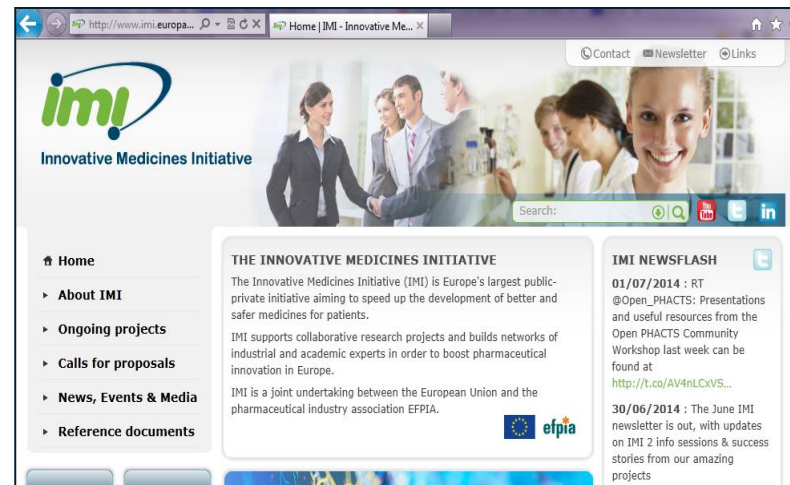 http://www.imi.europa...
Home | IMI - Innovative Me...
Contact Newsletter Links
imi
Innovative Medicines Initiative
Search:
You Tube
in
Home
About IMI
Ongoing projects
Calls for proposals
News, Events & Media
Reference documents
THE INNOVATIVE MEDICINES INITIATIVE
The Innovative Medicines Initiative (IMI) is Europe's largest public-
private initiative aiming to speed up the development of better and
safer medicines for patients.
IMI supports collaborative research projects and builds networks of
industrial and academic experts in order to boost pharmaceutical
innovation in Europe.
IMI is a joint undertaking between the European Union and the
pharmaceutical industry association EFPIA.
efpia
IMI NEWSFLASH
01/07/2014 : RT
@Open_PHACTS: Presentations
and useful resources from the
Open PHACTS Community
Workshop last week can be
found at
http://t.co/AV4nLCxVS...
30/06/2014 : The June IMI
newsletter is out, with updates
on IMI 2 info sessions & success
stories from our amazing
projects